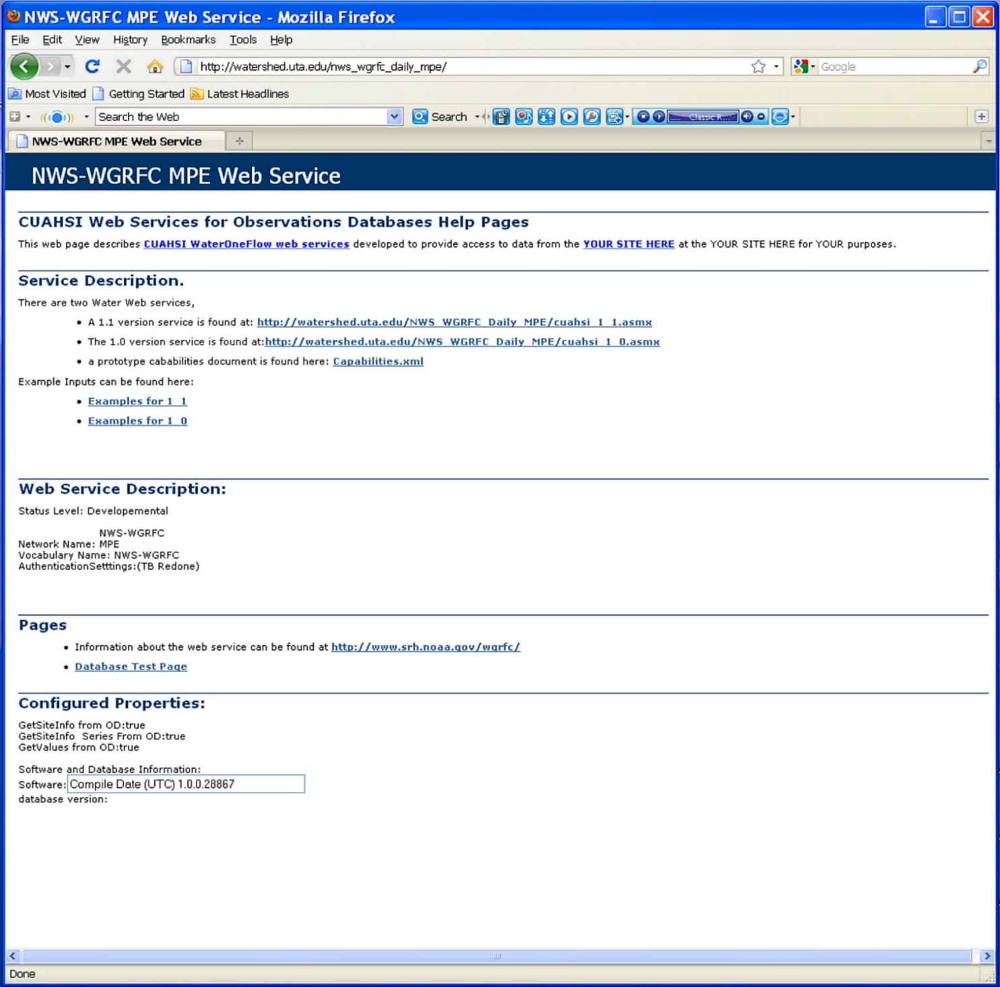 NWS-WGRFC MPE Web Service - Mozilla Firefox
File Edit View History Bookmarks Tools Help
http://watershed.uta.edu/nws_wgrfc_daily_mpe/ Google
Most Visited Getting Started Latest Headlines
Search the Web Search Classic R...
NWS-WGRFC MPE Web Service
NWS-WGRFC MPE Web Service
CUAHSI Web Services for Observations Databases Help Pages
This web page describes CUAHSI WaterOneFlow web services developed to provide access to data from the YOUR SITE HERE at the YOUR SITE HERE for YOUR purposes.
Service Description.
There are two Water Web services,
• A 1.1 version service is found at: http://watershed.uta.edu/NWS_WGRFC_Daily_MPE/cuahsi_1_1.asmx
• The 1.0 version service is found at:http://watershed.uta.edu/NWS_WGRFC_Daily_MPE/cuahsi_1_0.asmx
• a prototype cababilities document is found here: Capabilities.xml
Example Inputs can be found here:
• Examples for 1_1
• Examples for 1_0
Web Service Description:
Status Level: Developemental
NWS-WGRFC
Network Name: MPE
Vocabulary Name: NWS-WGRFC
AuthenticationSetttings:(TB Redone)
Pages
• Information about the web service can be found at http://www.srh.noaa.gov/wgrfc/
• Database Test Page
Configured Properties:
GetSiteInfo from OD:true
GetSiteInfo Series From OD:true
GetValues from OD:true
Software and Database Information:
Software: Compile Date (UTC) 1.0.0.28867
database version:
Done